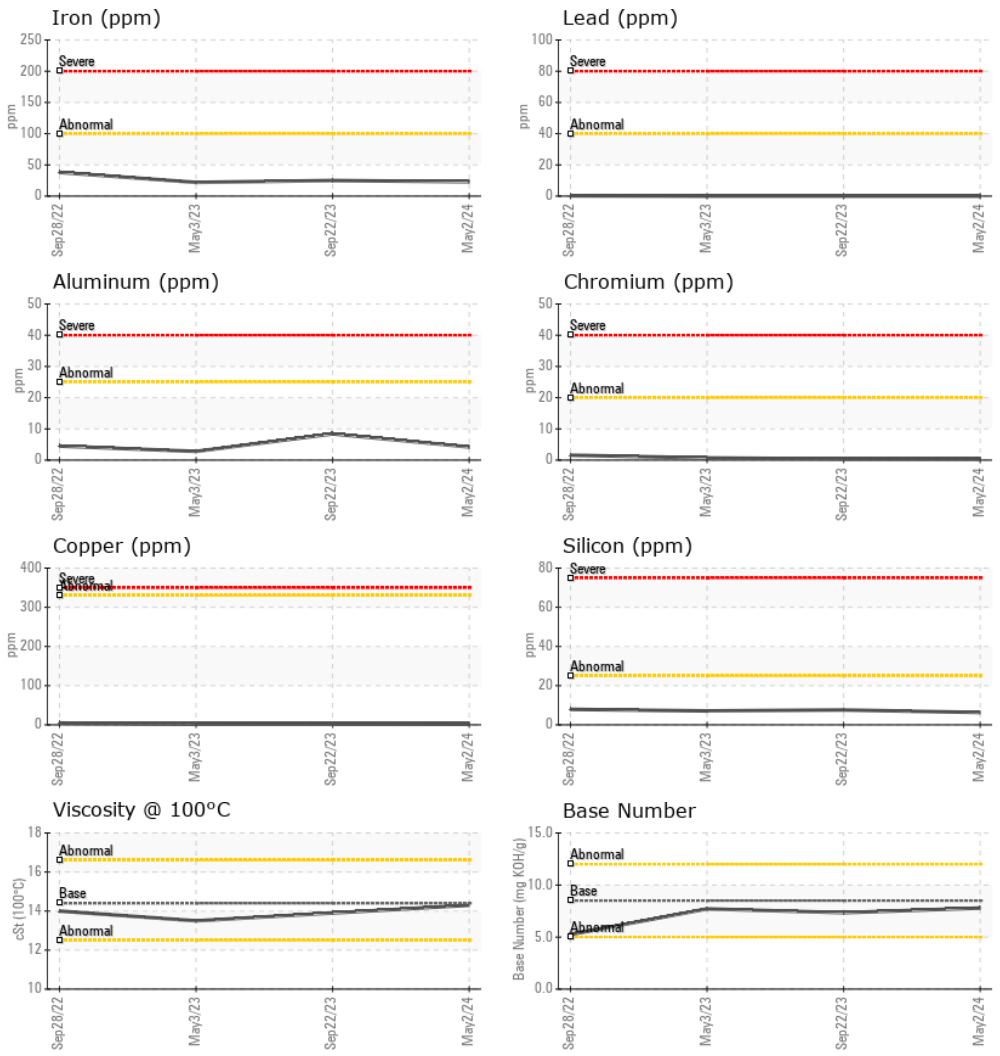 Iron (ppm)
250
200
150
100
50
0
ppm
Severe
Abnormal
Sep28/22
May3/23
Sep22/23
May2/24
Lead (ppm)
100
80
60
40
20
0
ppm
Severe
Abnormal
Sep28/22
May3/23
Sep22/23
May2/24
Aluminum (ppm)
50
40
30
20
10
0
ppm
Severe
Abnormal
Sep28/22
May3/23
Sep22/23
May2/24
Chromium (ppm)
50
40
30
20
10
0
ppm
Severe
Abnormal
Sep28/22
May3/23
Sep22/23
May2/24
Copper (ppm)
400
300
200
100
0
ppm
Severe
Abnormal
Sep28/22
May3/23
Sep22/23
May2/24
Silicon (ppm)
80
60
40
20
0
ppm
Severe
Abnormal
Sep28/22
May3/23
Sep22/23
May2/24
Viscosity @ 100°C
18
16
14
12
10
cSt (100°C)
Abnormal
Base
Abnormal
Sep28/22
May3/23
Sep22/23
May2/24
Base Number
15.0
10.0
5.0
0.0
Base Number (mg KOH/g)
Abnormal
Base
Abnormal
Sep28/22
May3/23
Sep22/23
May2/24